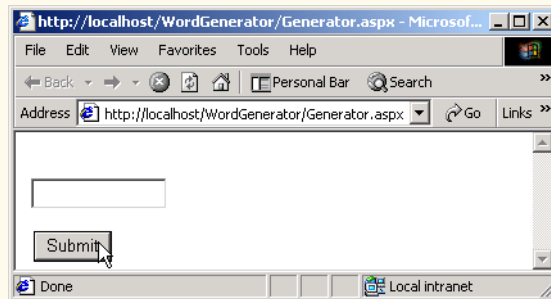 http://localhost/WordGenerator/Generator.aspx - Microsof...
File Edit View Favorites Tools Help
Back Personal Bar Search »
Address http://localhost/WordGenerator/Generator.aspx Go Links »
Submit
Done Local intranet